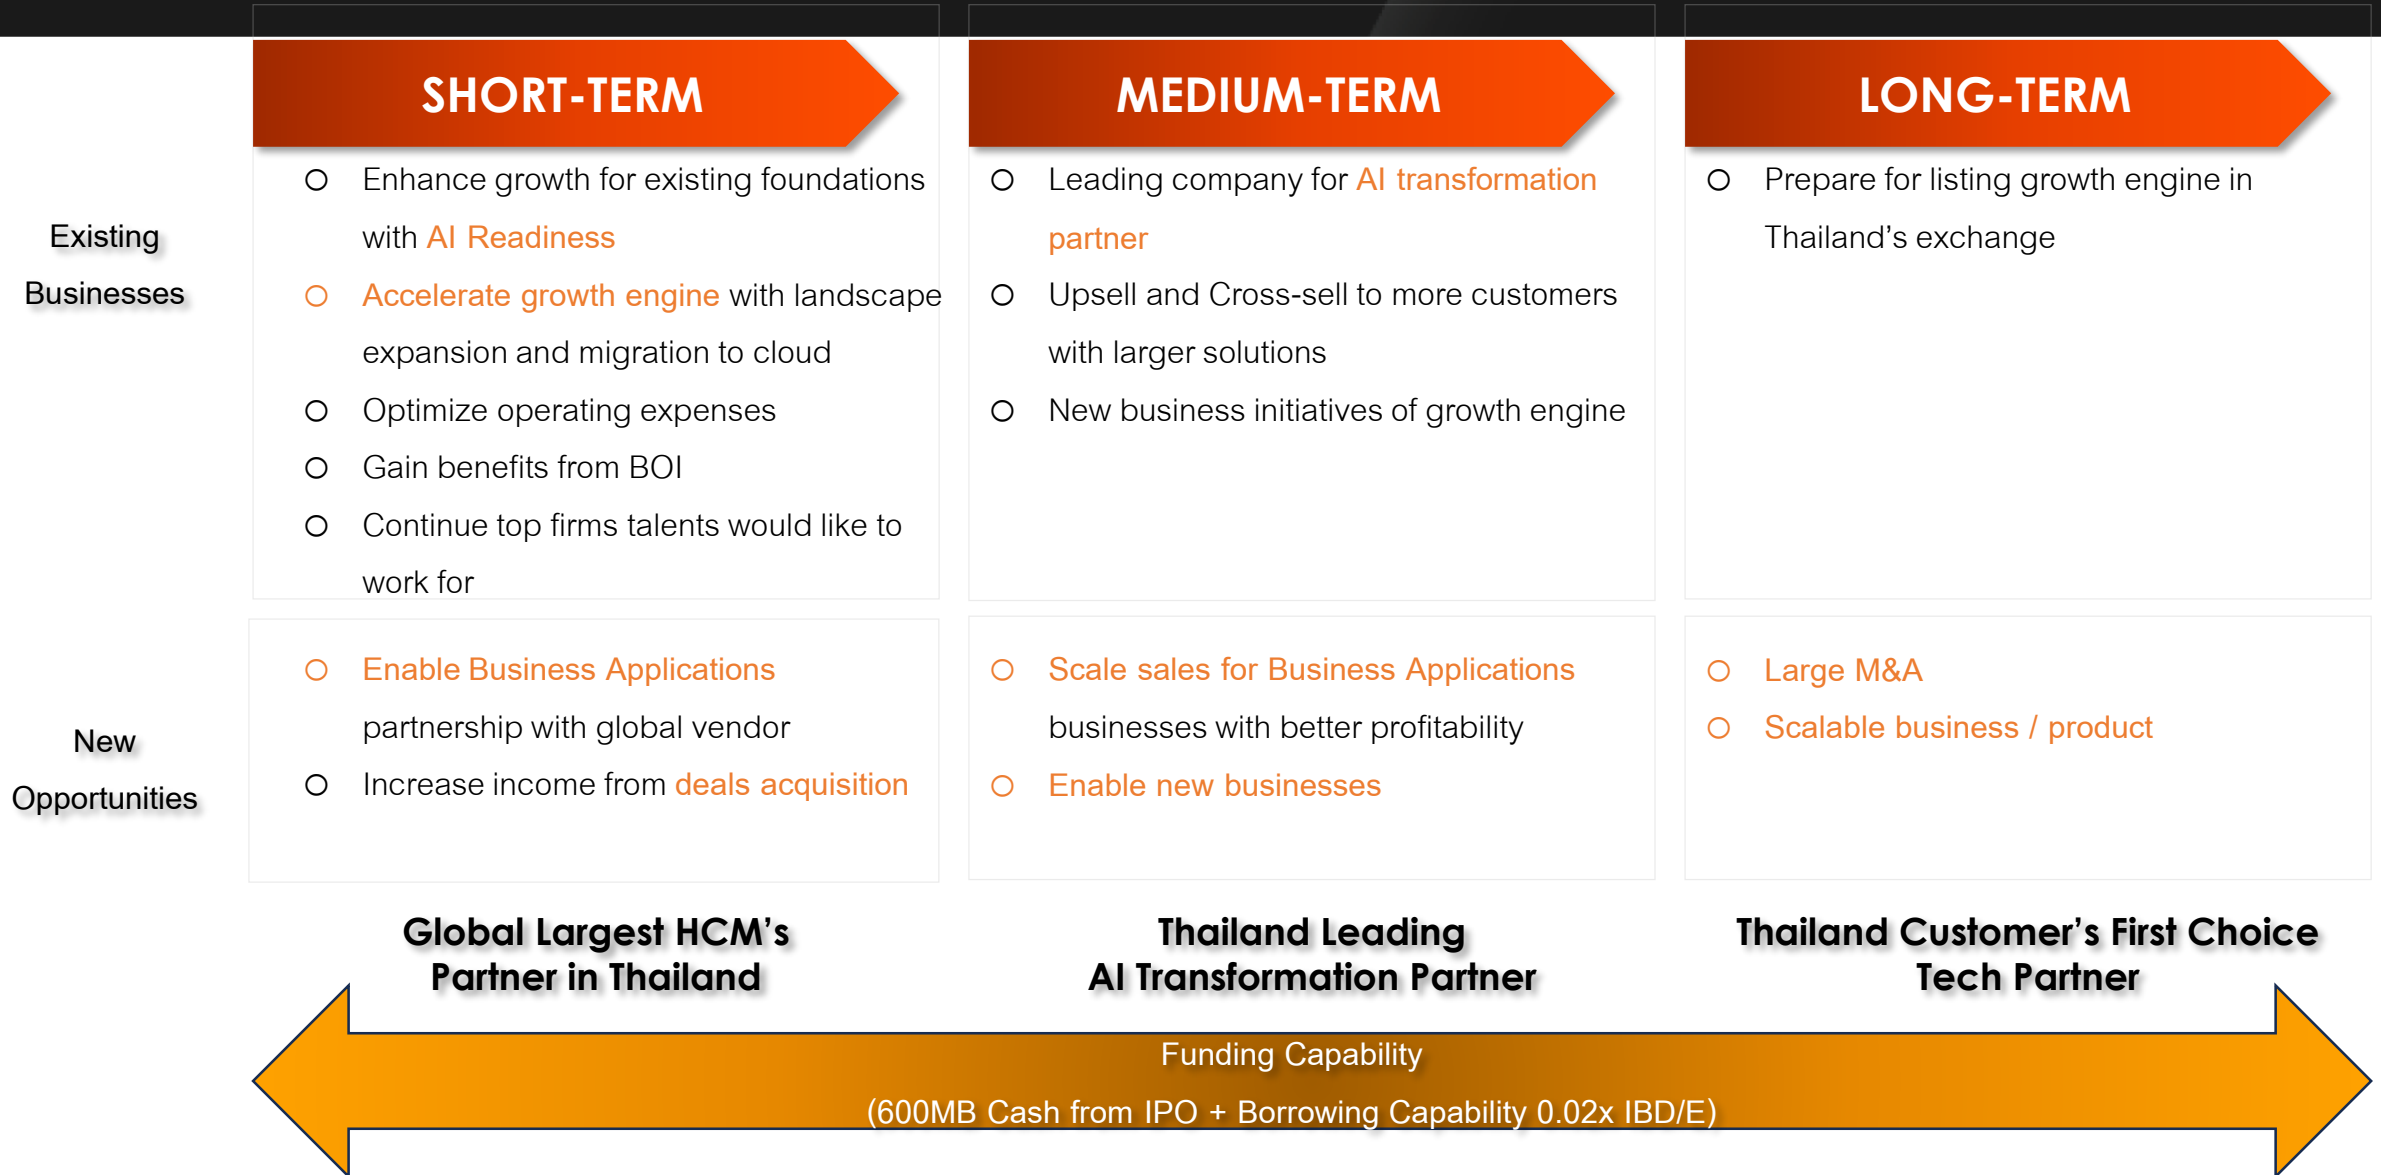 SHORT-TERM
MEDIUM-TERM
LONG-TERM
Existing
Businesses
Enhance growth for existing foundations
with AI Readiness
Accelerate growth engine with landscape
expansion and migration to cloud
Optimize operating expenses
Gain benefits from BOI
Continue top firms talents would like to
work for
Leading company for AI transformation
partner
Upsell and Cross-sell to more customers
with larger solutions
New business initiatives of growth engine
Prepare for listing growth engine in
Thailand’s exchange
New
Opportunities
Enable Business Applications
partnership with global vendor
Increase income from deals acquisition
Scale sales for Business Applications
businesses with better profitability
Enable new businesses
Large M&A
Scalable business / product
Global Largest HCM’s
Partner in Thailand
Thailand Leading
AI Transformation Partner
Thailand Customer’s First Choice
Tech Partner
Funding Capability
(600MB Cash from IPO + Borrowing Capability 0.02x IBD/E)